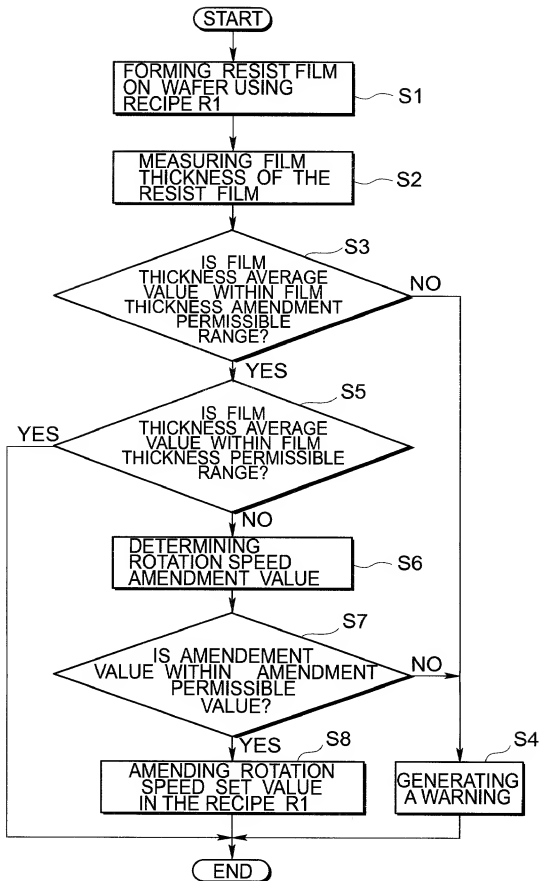 START
FORMING RESIST FILM
ON WAFER USING
RECIPE R1
S1
MEASURING FILM
THICKNESS OF THE
RESIST FILM
S2
S3
IS FILM
THICKNESS AVERAGE
VALUE WITHIN FILM
THICKNESS AMENDMENT
PERMISSIBLE
RANGE?
NO
YES
S5
IS FILM
THICKNESS AVERAGE
VALUE WITHIN FILM
THICKNESS PERMISSIBLE
RANGE?
YES
NO
DETERMINING
ROTATION SPEED
AMENDMENT VALUE
S6
S7
IS AMENDEMENT
VALUE WITHIN AMENDMENT
PERMISSIBLE
VALUE?
NO
YES
S8
AMENDING ROTATION
SPEED SET VALUE
IN THE RECIPE R1
S4
GENERATING
A WARNING
END